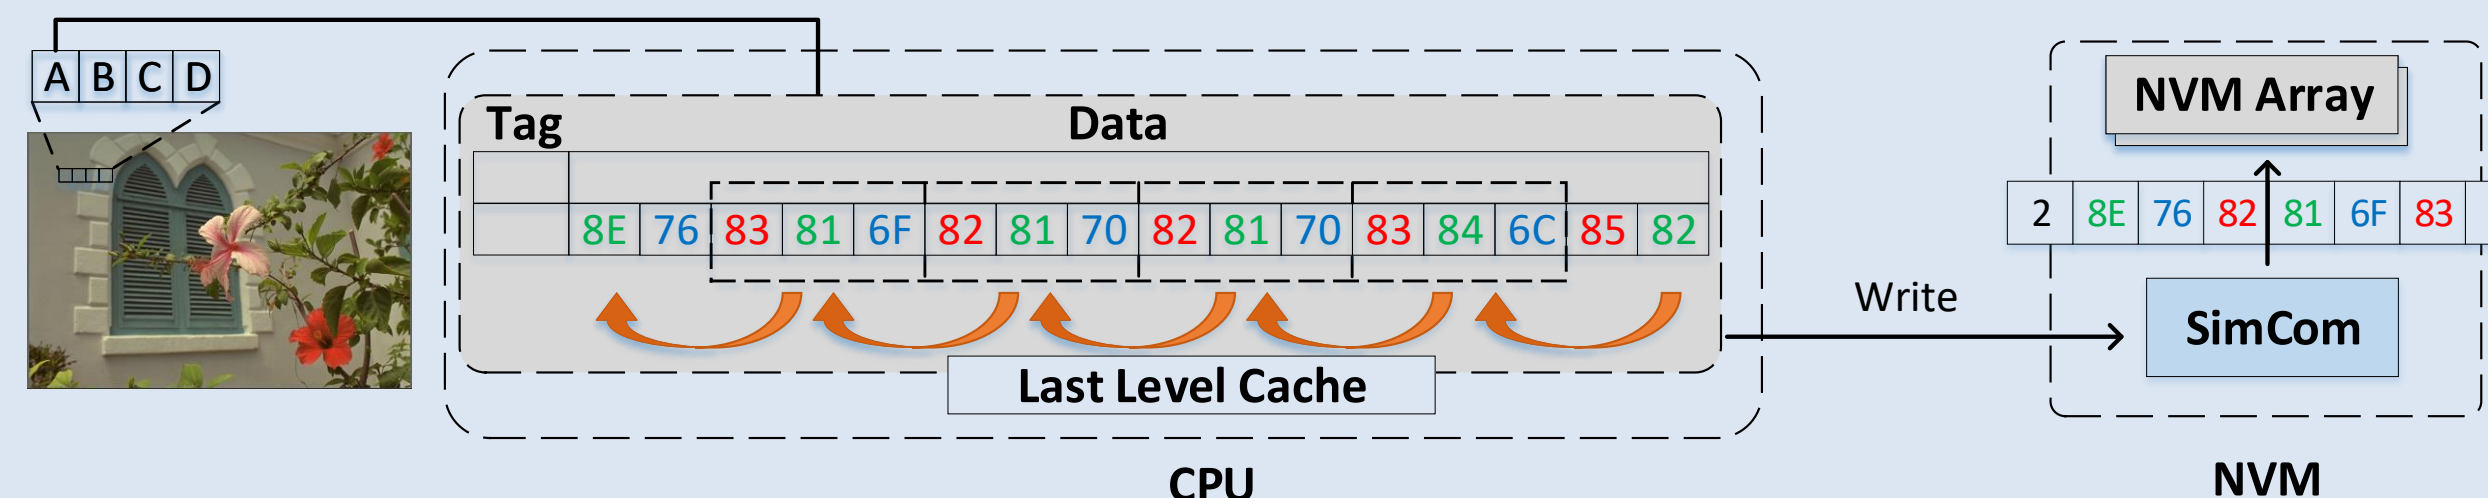 A B C D
Tag Data
8E 76 83 81 6F 82 81 70 82 81 70 83 84 6C 85 82
Last Level Cache
CPU
Write
NVM Array
2 8E 76 82 81 6F 83
SimCom
NVM